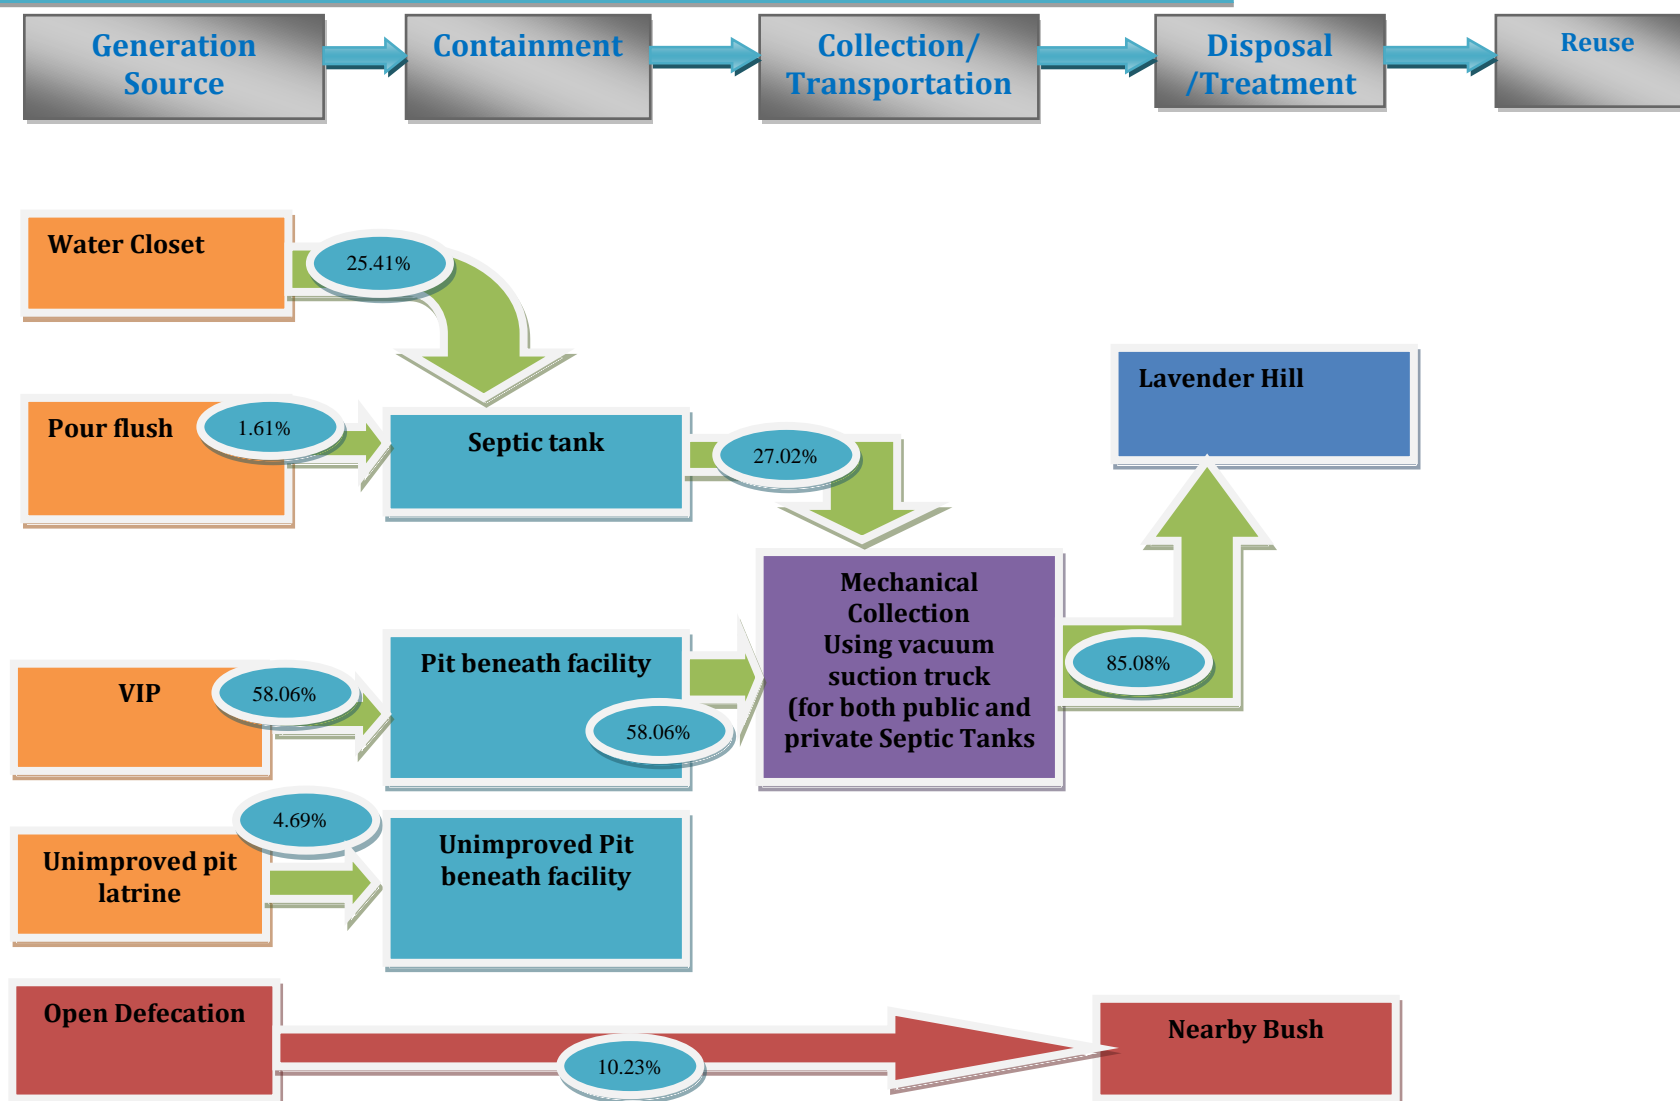 Generation
Source
Containment
Collection/
Transportation
Disposal
/Treatment
Reuse
Water Closet
25.41%
Lavender Hill
Pour flush
1.61%
Septic tank
27.02%
Mechanical
Collection
Using vacuum
suction truck
(for both public and
private Septic Tanks
VIP
58.06%
Pit beneath facility
58.06%
85.08%
4.69%
Unimproved pit
latrine
Unimproved Pit
beneath facility
Open Defecation
10.23%
Nearby Bush